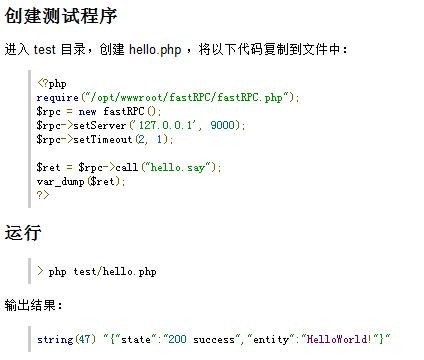 创建测试程序
进入 test 目录，创建 hello.php ，将以下代码复制到文件中：
<?php
require("/opt/wwwroot/fastRPC/fastRPC.php");
$rpc = new fastRPC();
$rpc->setServer('127.0.0.1', 9000);
$rpc->setTimeout(2, 1);
$ret = $rpc->call("hello.say");
var_dump($ret);
?>
运行
> php test/hello.php
输出结果：
string(47) "{"state":"200 success","entity":"HelloWorld!"}"